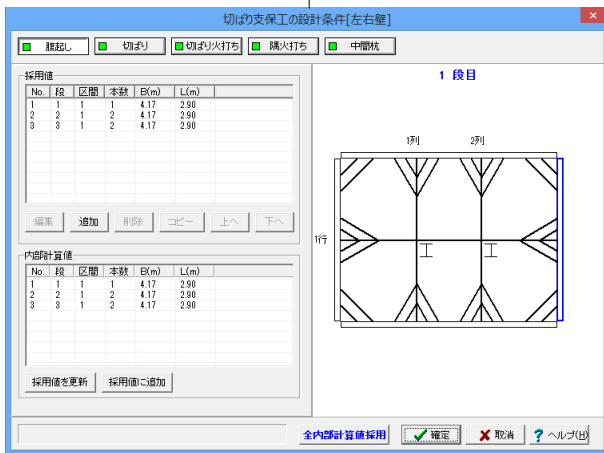 切ばり支保工の設計条件[左右壁]
腹起し 切ばり 切ばり火打ち 隅火打ち 中間杭
採用値
No. 段 区間 本数 B(m) L(m)
1 1 1 1 4.17 2.90
2 2 1 2 4.17 2.90
3 3 1 2 4.17 2.90
編集 追加 削除 コピー 上へ 下へ
内部計算値
No. 段 区間 本数 B(m) L(m)
1 1 1 1 4.17 2.90
2 2 1 2 4.17 2.90
3 3 1 2 4.17 2.90
採用値を更新 採用値に追加
1 段目
1列 2列
1行
全内部計算値採用 確定 取消 ? ヘルプ(H)